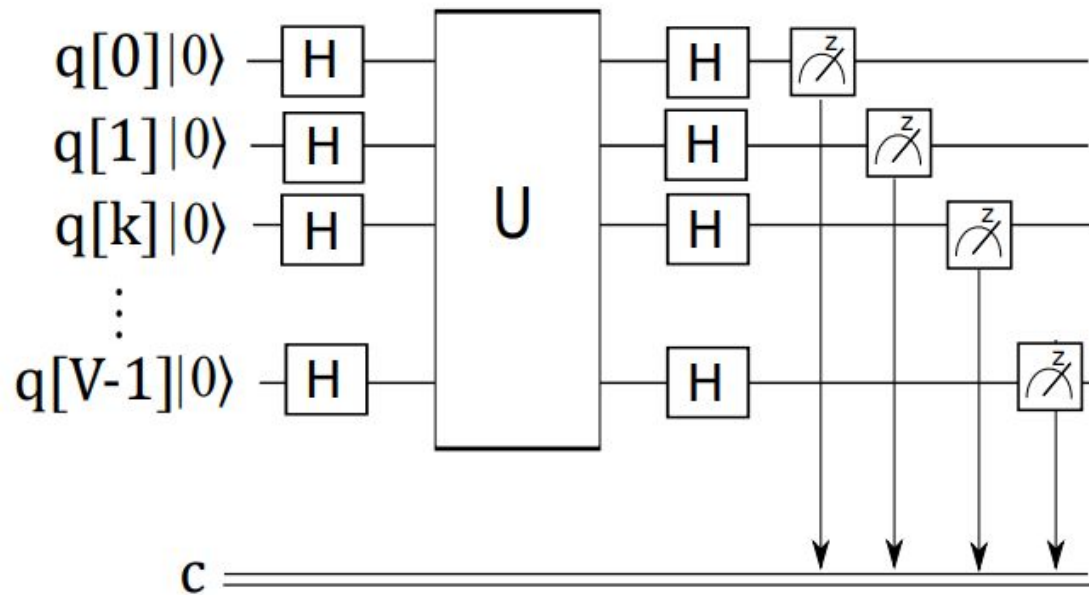 q[0]|0⟩ H H z
q[1]|0⟩ H H z
q[k]|0⟩ H U H z
⋮
q[V-1]|0⟩ H H z
c